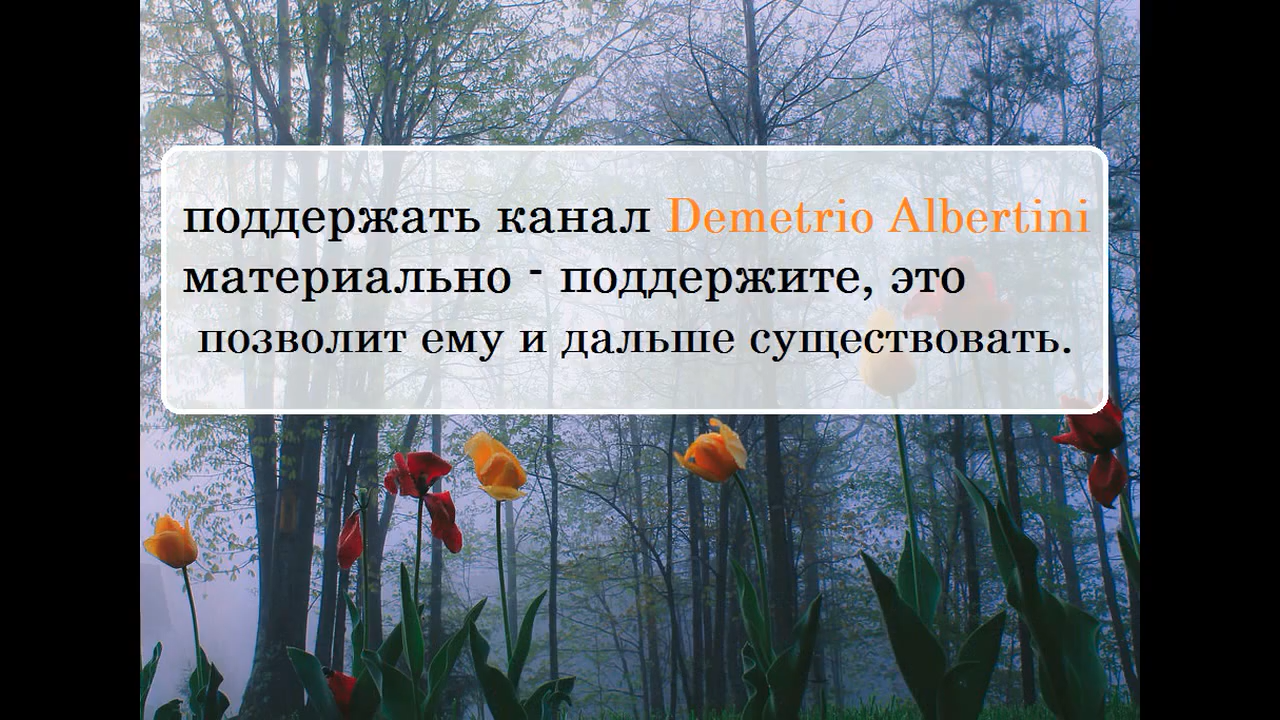 поддержать канал Demetrio Albertini
материально - поддержите, это
позволит ему и дальше существовать.